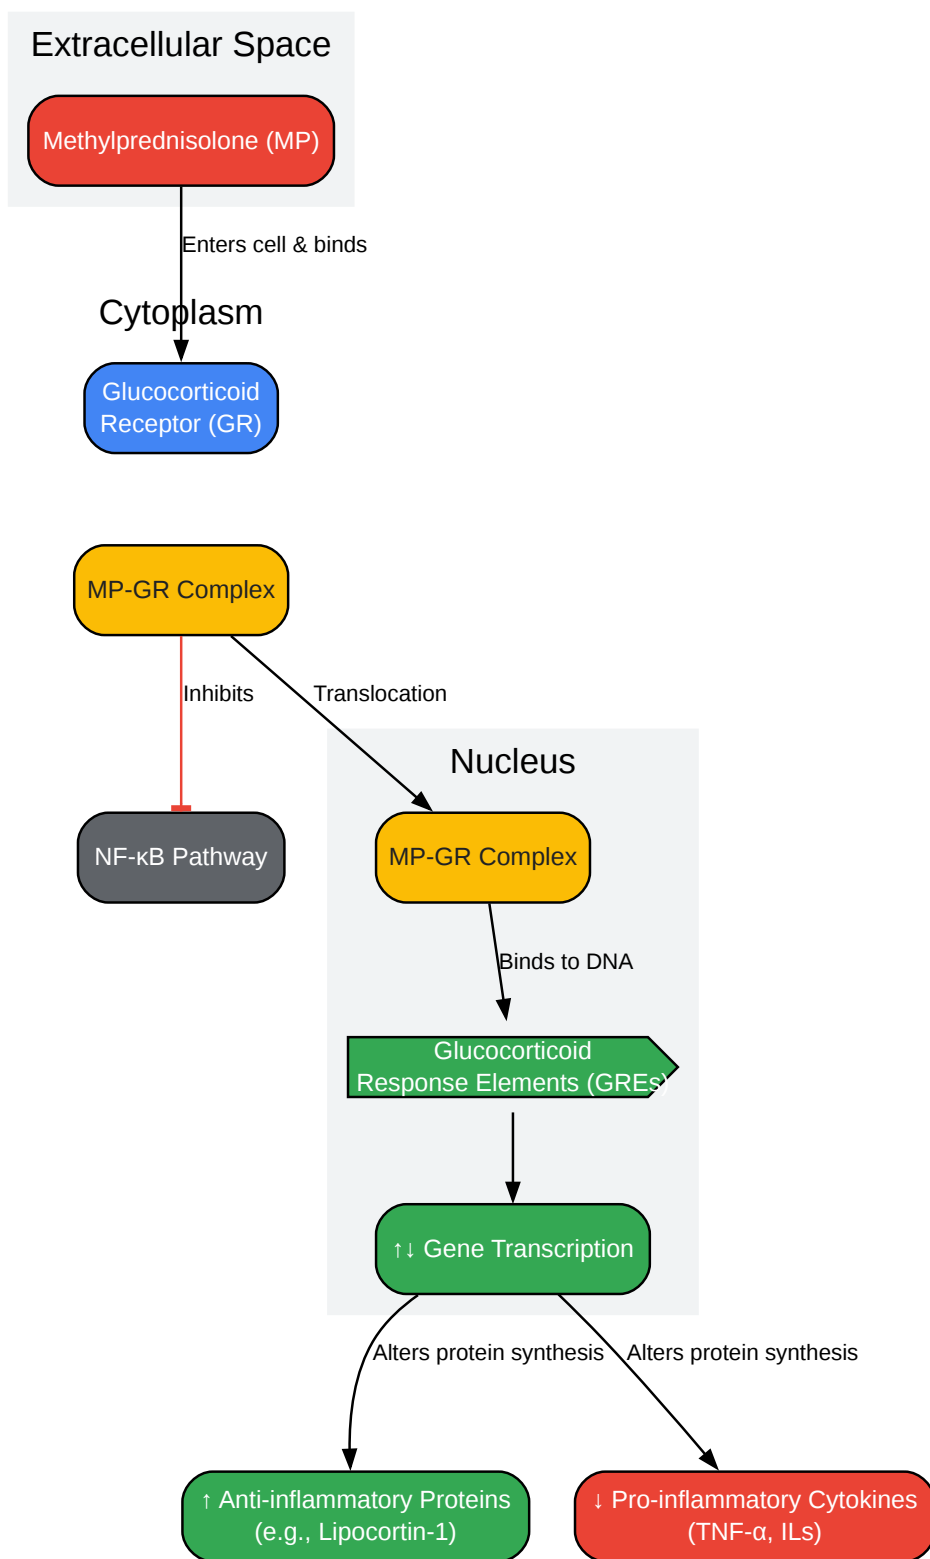 Extracellular Space
Methylprednisolone (MP)
Enters cell & binds
Cytoplasm
Glucocorticoid
Receptor (GR)
MP-GR Complex
Inhibits
Translocation
Nucleus
NF-κB Pathway
MP-GR Complex
Binds to DNA
Glucocorticoid
Response Elements (GREs)
↑↓ Gene Transcription
Alters protein synthesis
Alters protein synthesis
↑ Anti-inflammatory Proteins
(e.g., Lipocortin-1)
↓ Pro-inflammatory Cytokines
(TNF-α, ILs)